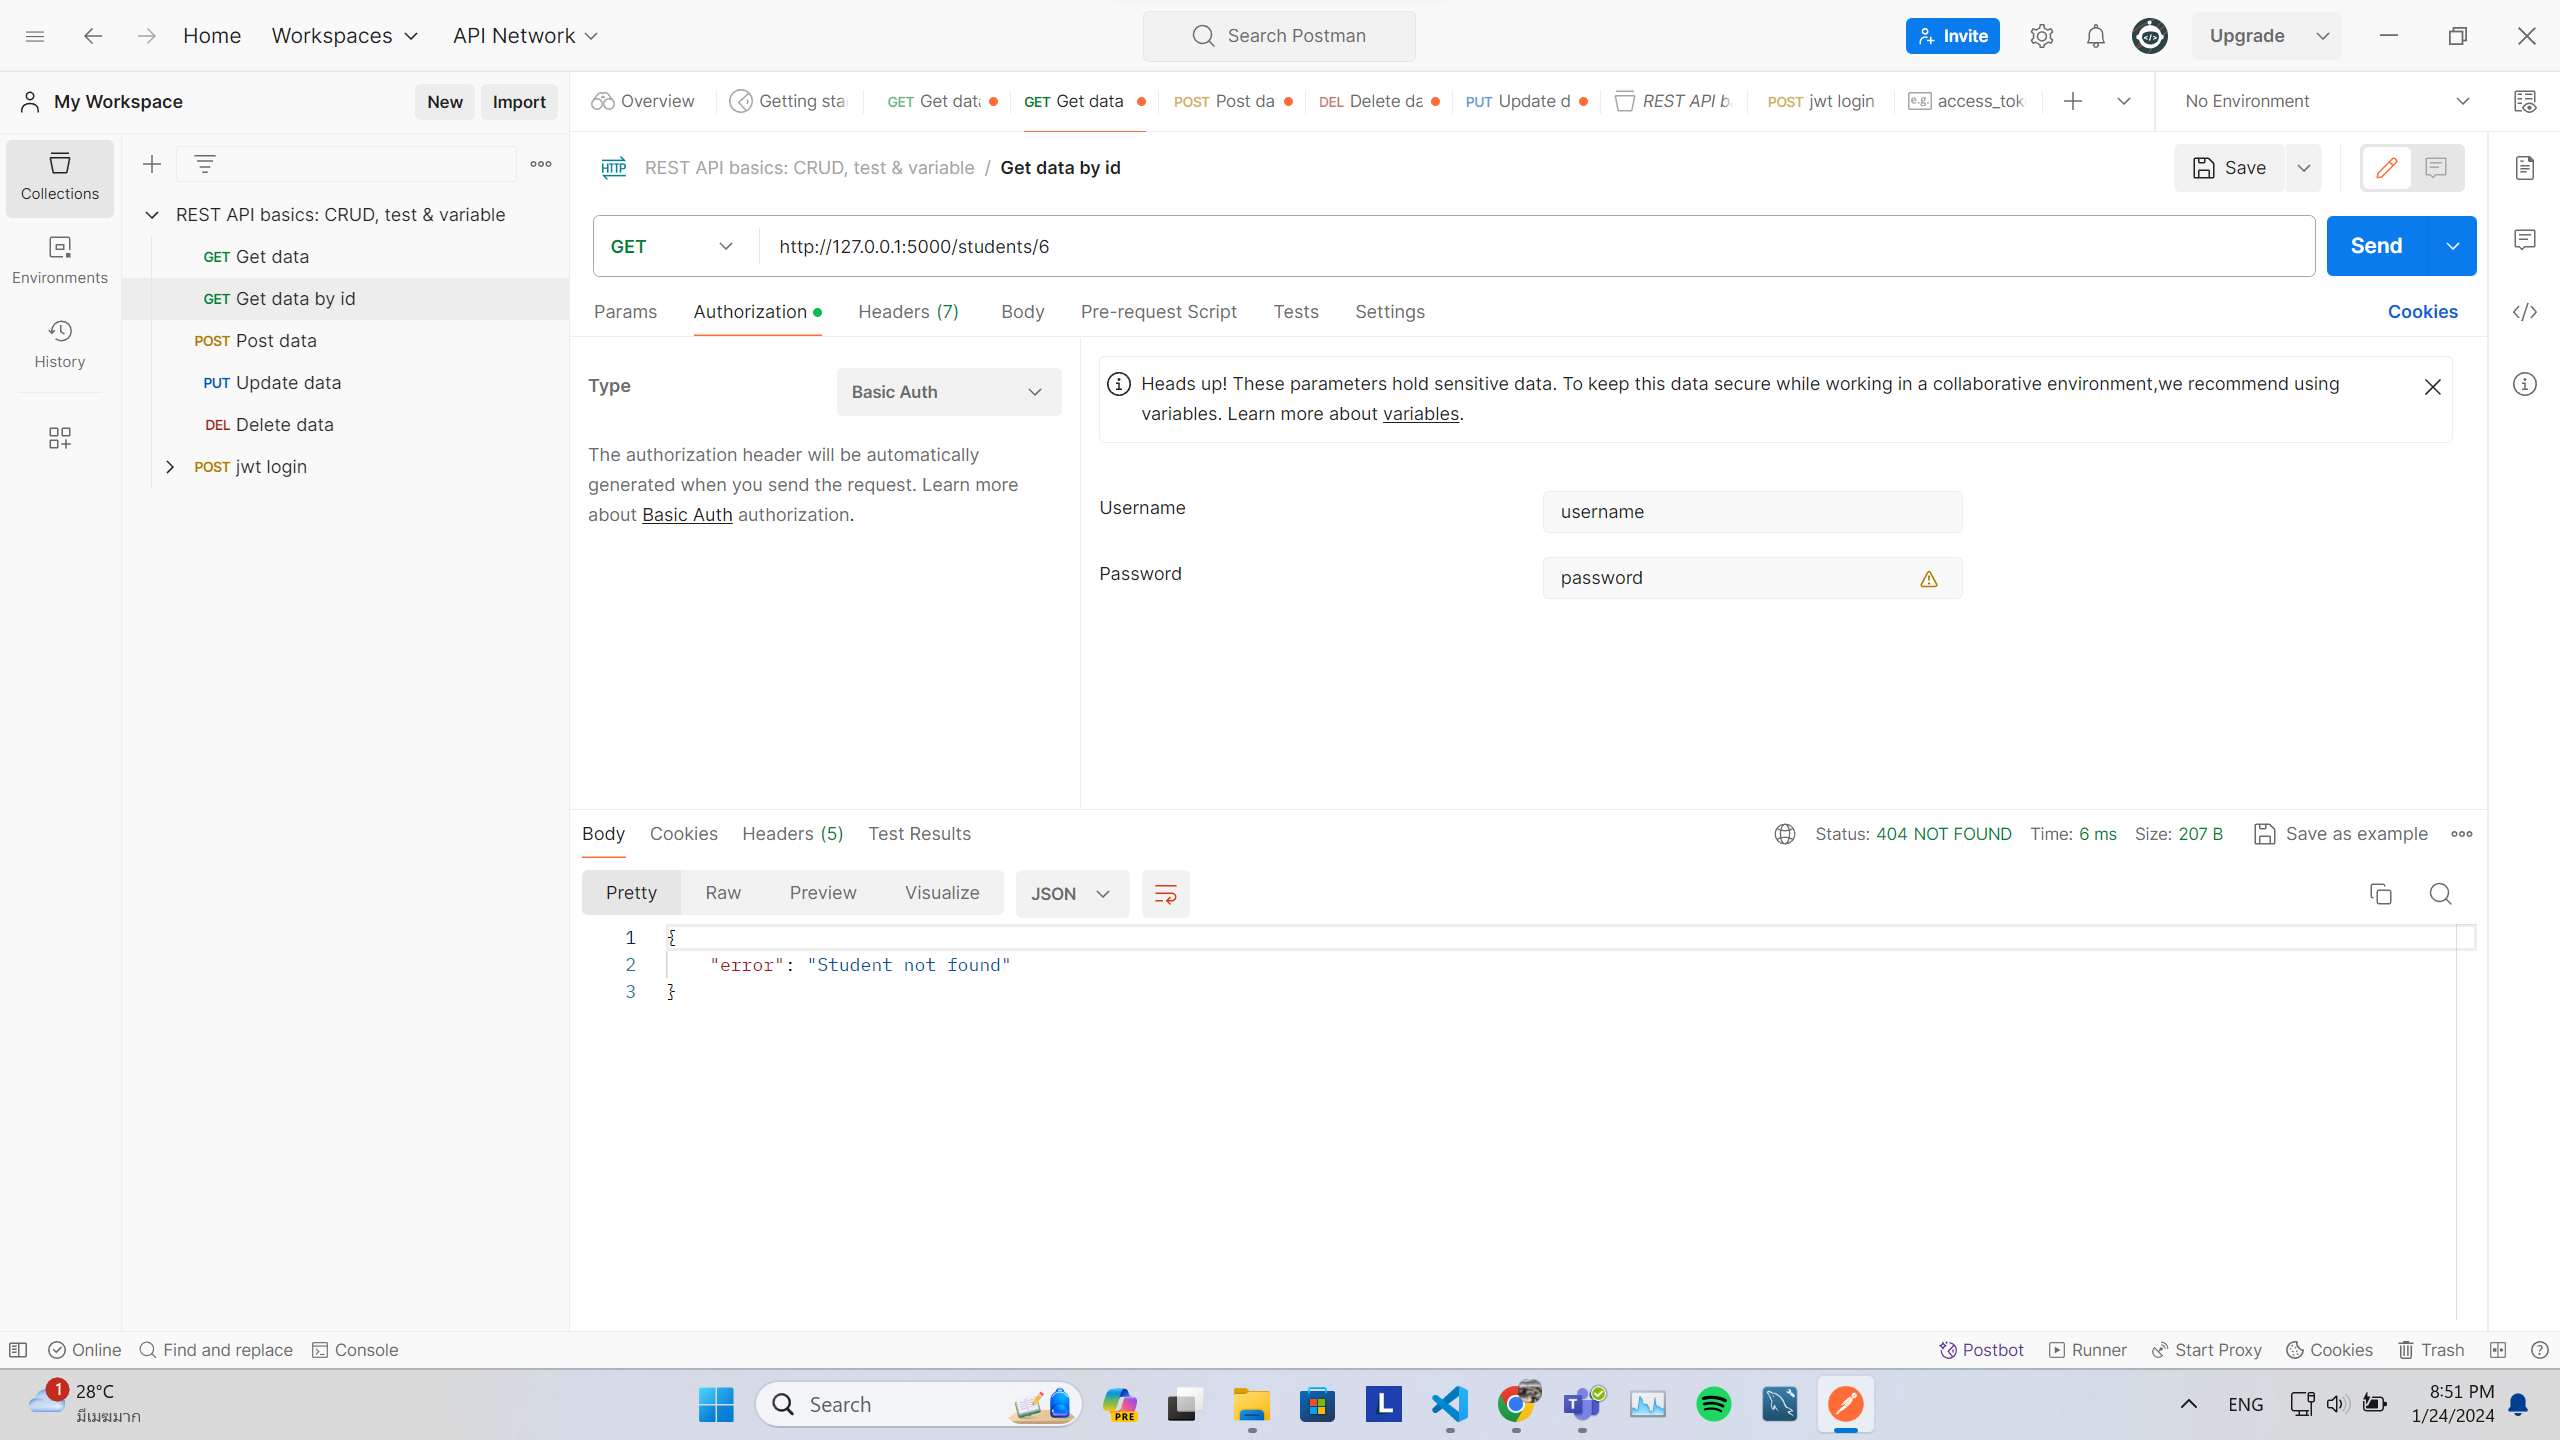 Home Workspaces API Network Search Postman Invite Upgrade
My Workspace New Import Overview Getting star GET Get data GET Get data POST Post da DEL Delete da PUT Update d REST API b POST jwt login e.g. access_tok No Environment
HTTP REST API basics: CRUD, test & variable / Get data by id Save
Collections
REST API basics: CRUD, test & variable
GET http://127.0.0.1:5000/students/6 Send
GET Get data
Environments
GET Get data by id
Params Authorization Headers (7) Body Pre-request Script Tests Settings Cookies
POST Post data
History
PUT Update data
DEL Delete data
POST jwt login
Type Basic Auth
The authorization header will be automatically
generated when you send the request. Learn more
about Basic Auth authorization.
Heads up! These parameters hold sensitive data. To keep this data secure while working in a collaborative environment,we recommend using
variables. Learn more about variables.
Username username
Password password
Body Cookies Headers (5) Test Results Status: 404 NOT FOUND Time: 6 ms Size: 207 B Save as example
Pretty Raw Preview Visualize JSON
1 {
2 "error": "Student not found"
3 }
Online Find and replace Console Postbot Runner Start Proxy Cookies Trash
1 28°C
มีเมฆมาก
Search PRE L T ENG
8:51 PM
1/24/2024